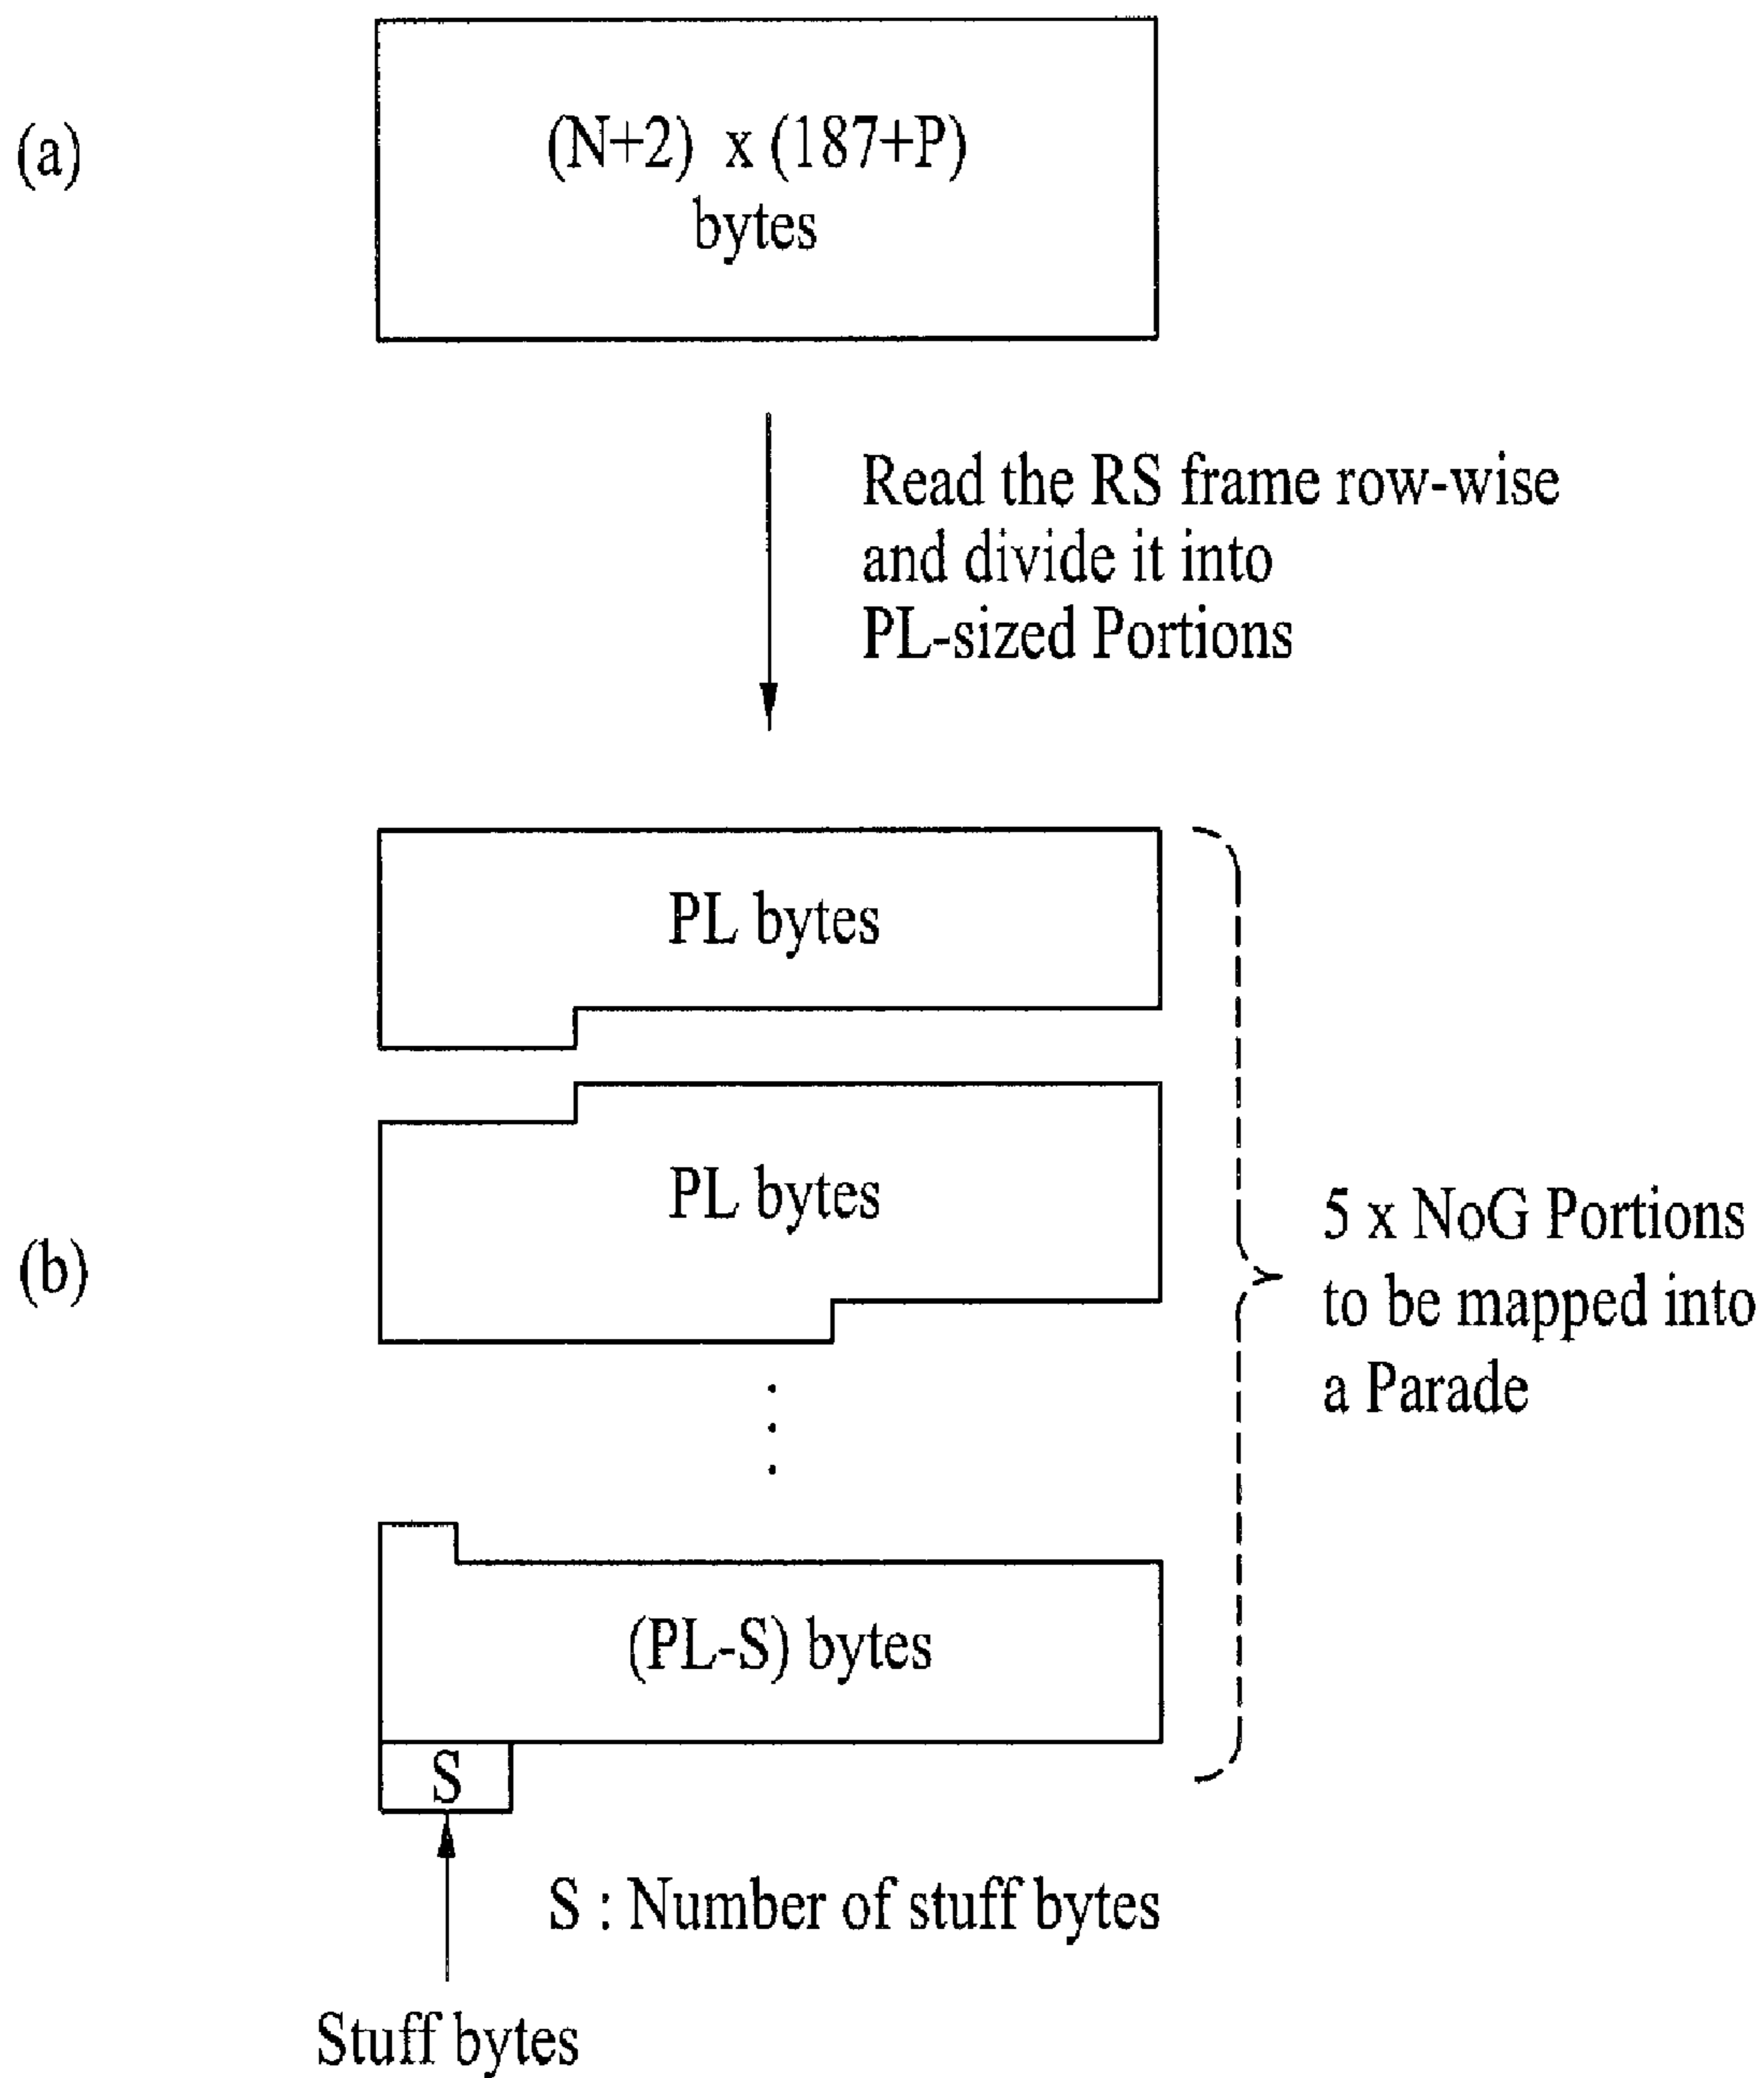 (a)
(N+2) x (187+P)
bytes
Read the RS frame row-wise
and divide it into
PL-sized Portions
(b)
PL bytes
PL bytes
5 x NoG Portions
to be mapped into
a Parade
(PL-S) bytes
S
S : Number of stuff bytes
Stuff bytes